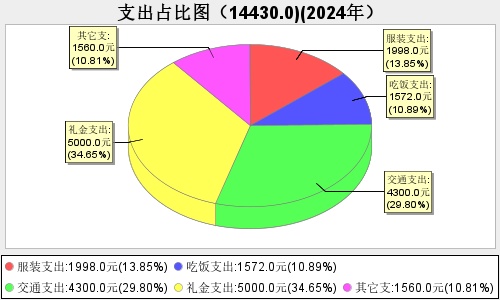 支出占比图（14430.0)(2024年）
其它支:
1560.0元
(10.81%)
服装支出:
1998.0元
(13.85%)
吃饭支出:
1572.0元
(10.89%)
礼金支出:
5000.0元
(34.65%)
交通支出:
4300.0元
(29.80%)
服装支出:1998.0元(13.85%) 吃饭支出:1572.0元(10.89%)
交通支出:4300.0元(29.80%) 礼金支出:5000.0元(34.65%) 其它支:1560.0元(10.81%)